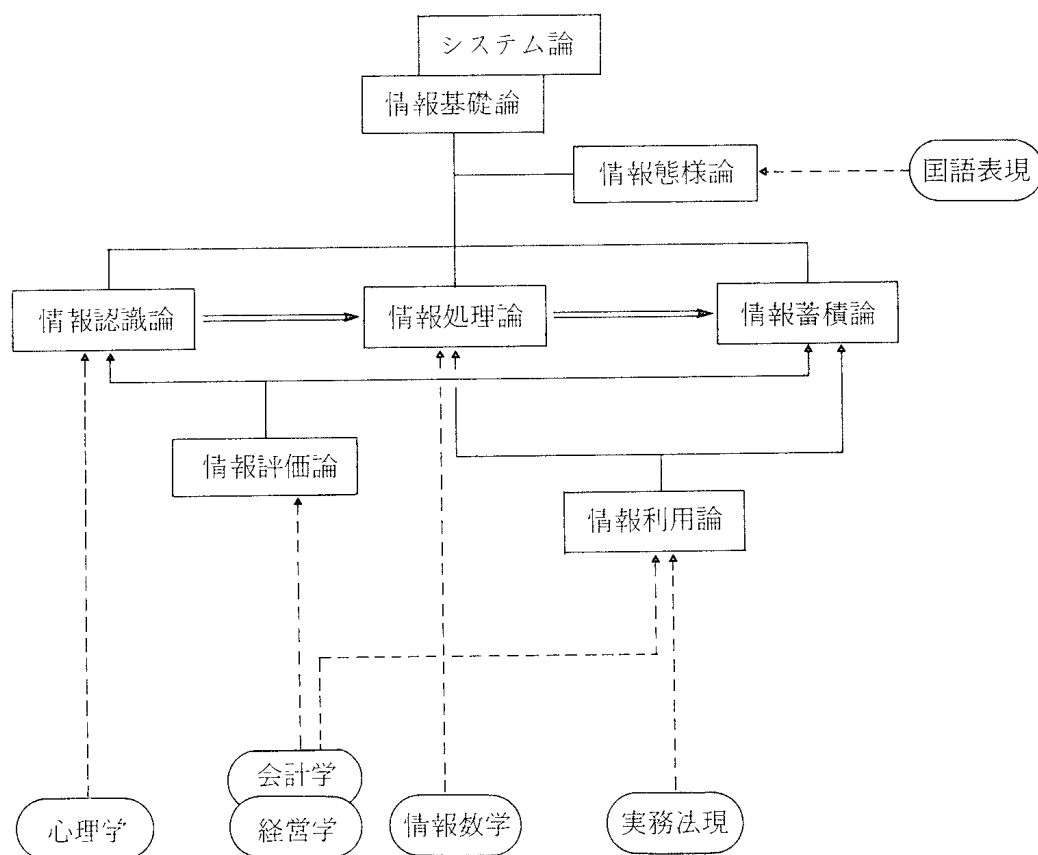 システム論
情報基礎論
情報態様論
国語表現
情報認識論
情報処理論
情報蓄積論
情報評価論
情報利用論
会計学
心理学
経営学
情報数学
実務法現